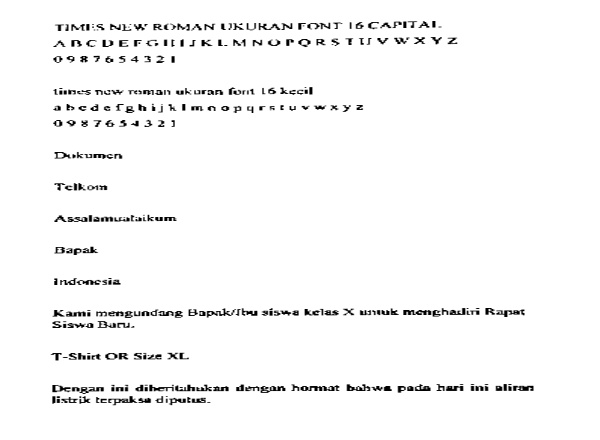 TIMES NEW ROMAN UKURAN FONT 16 CAPITAL
A B C D E F G H I J K L M N O P Q R S T U V W X Y Z
0 9 8 7 6 5 4 3 2 1
times new roman ukuran font 16 kecil
a b c d e f g h i j k l m n o p q r s t u v w x y z
0 9 8 7 6 5 4 3 2 1
Dokumen
Telkom
Assalamualaikum
Bapak
Indonesia
Kami mengundang Bapak/Ibu siswa kelas X untuk menghadiri Rapat
Siswa Baru.
T-Shirt OR Size XL
Dengan ini diberitahukan dengan hormat bahwa pada hari ini aliran
listrik terpaksa diputus.